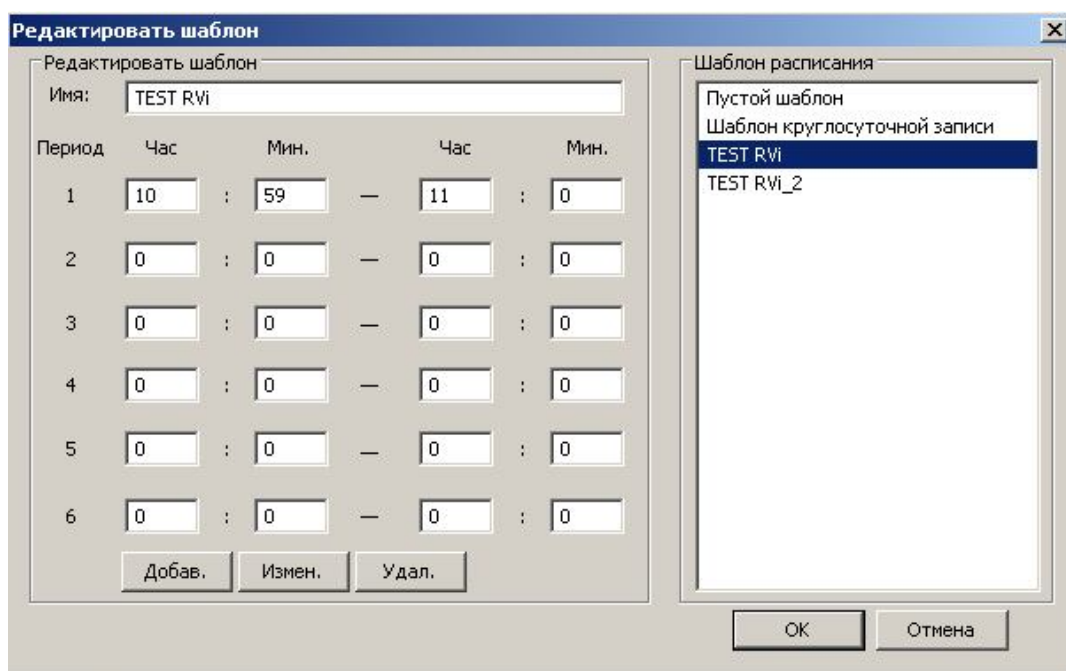 Редактировать шаблон
Редактировать шаблон
Имя: TEST RVi
Период Час Мин. Час Мин.
1 10 : 59 — 11 : 0
2 0 : 0 — 0 : 0
3 0 : 0 — 0 : 0
4 0 : 0 — 0 : 0
5 0 : 0 — 0 : 0
6 0 : 0 — 0 : 0
Добав. Измен. Удал.
Шаблон расписания
Пустой шаблон
Шаблон круглосуточной записи
TEST RVi
TEST RVi_2
OK Отмена